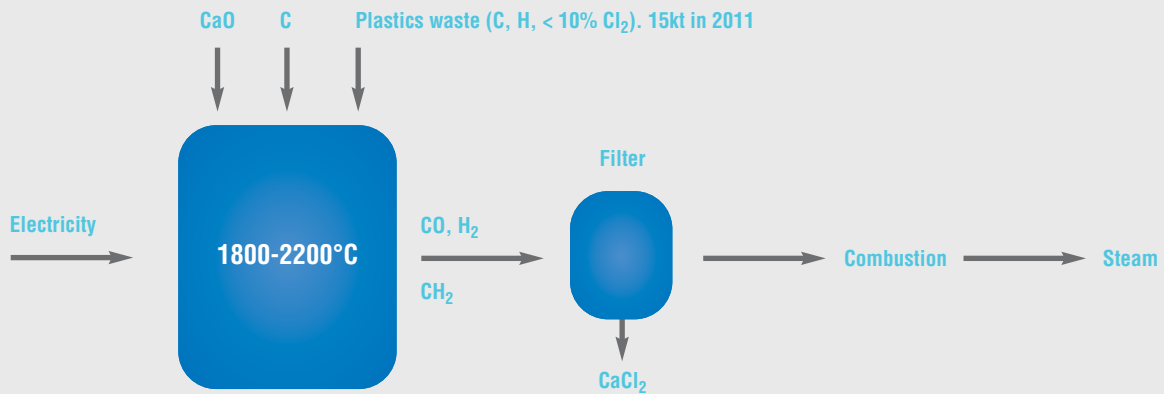 CaO
C
Plastics waste (C, H, < 10% Cl₂). 15kt in 2011
Filter
Electricity
1800-2200°C
CO, H₂
CH₂
Combustion
Steam
CaCl₂